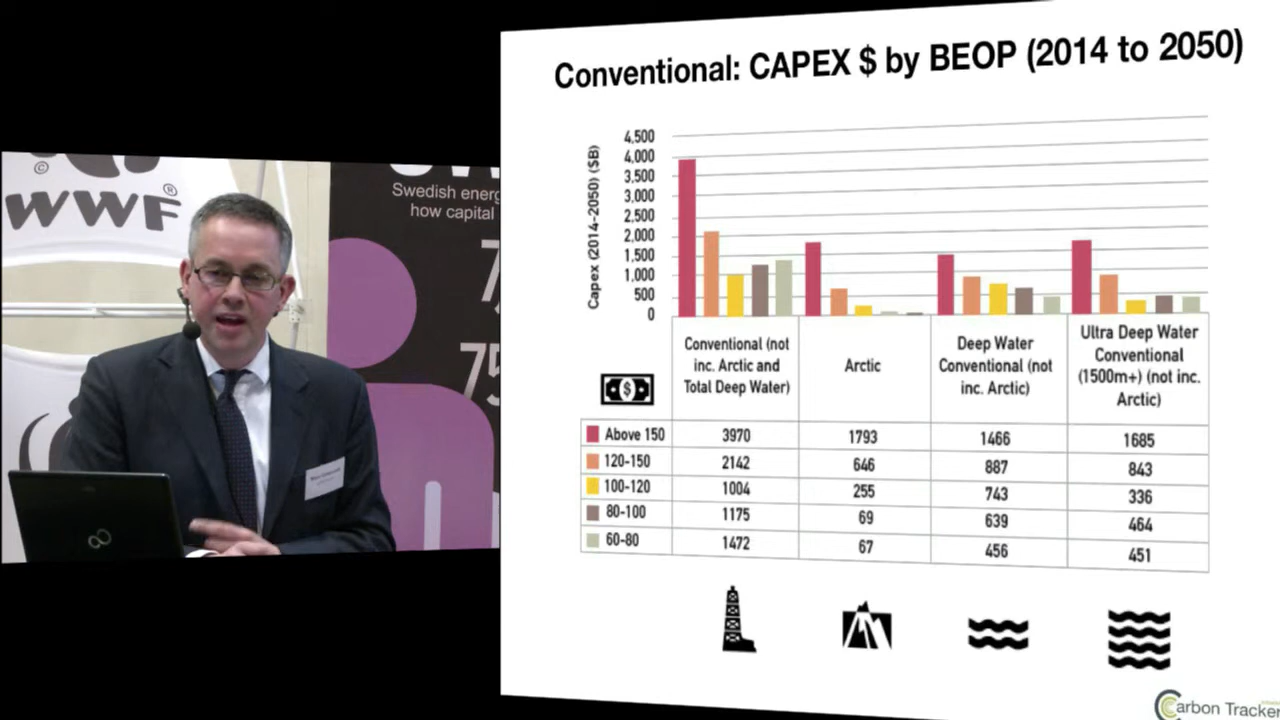 Conventional: CAPEX $ by BEOP (2014 to 2050)
Capex (2014-2050) ($B)
4,500
4,000
3,500
3,000
2,500
2,000
1,500
1,000
500
0
Conventional (not
inc. Arctic and
Total Deep Water)
Arctic
Deep Water
Conventional (not
inc. Arctic)
Ultra Deep Water
Conventional
(1500m+) (not inc.
Arctic)
$
Above 150 3970 1793 1466 1685
120-150 2142 646 887 843
100-120 1004 255 743 336
80-100 1175 69 639 464
60-80 1472 67 456 451
Carbon Tracker
©
WWF®
Swedish energ
how capital
7
75